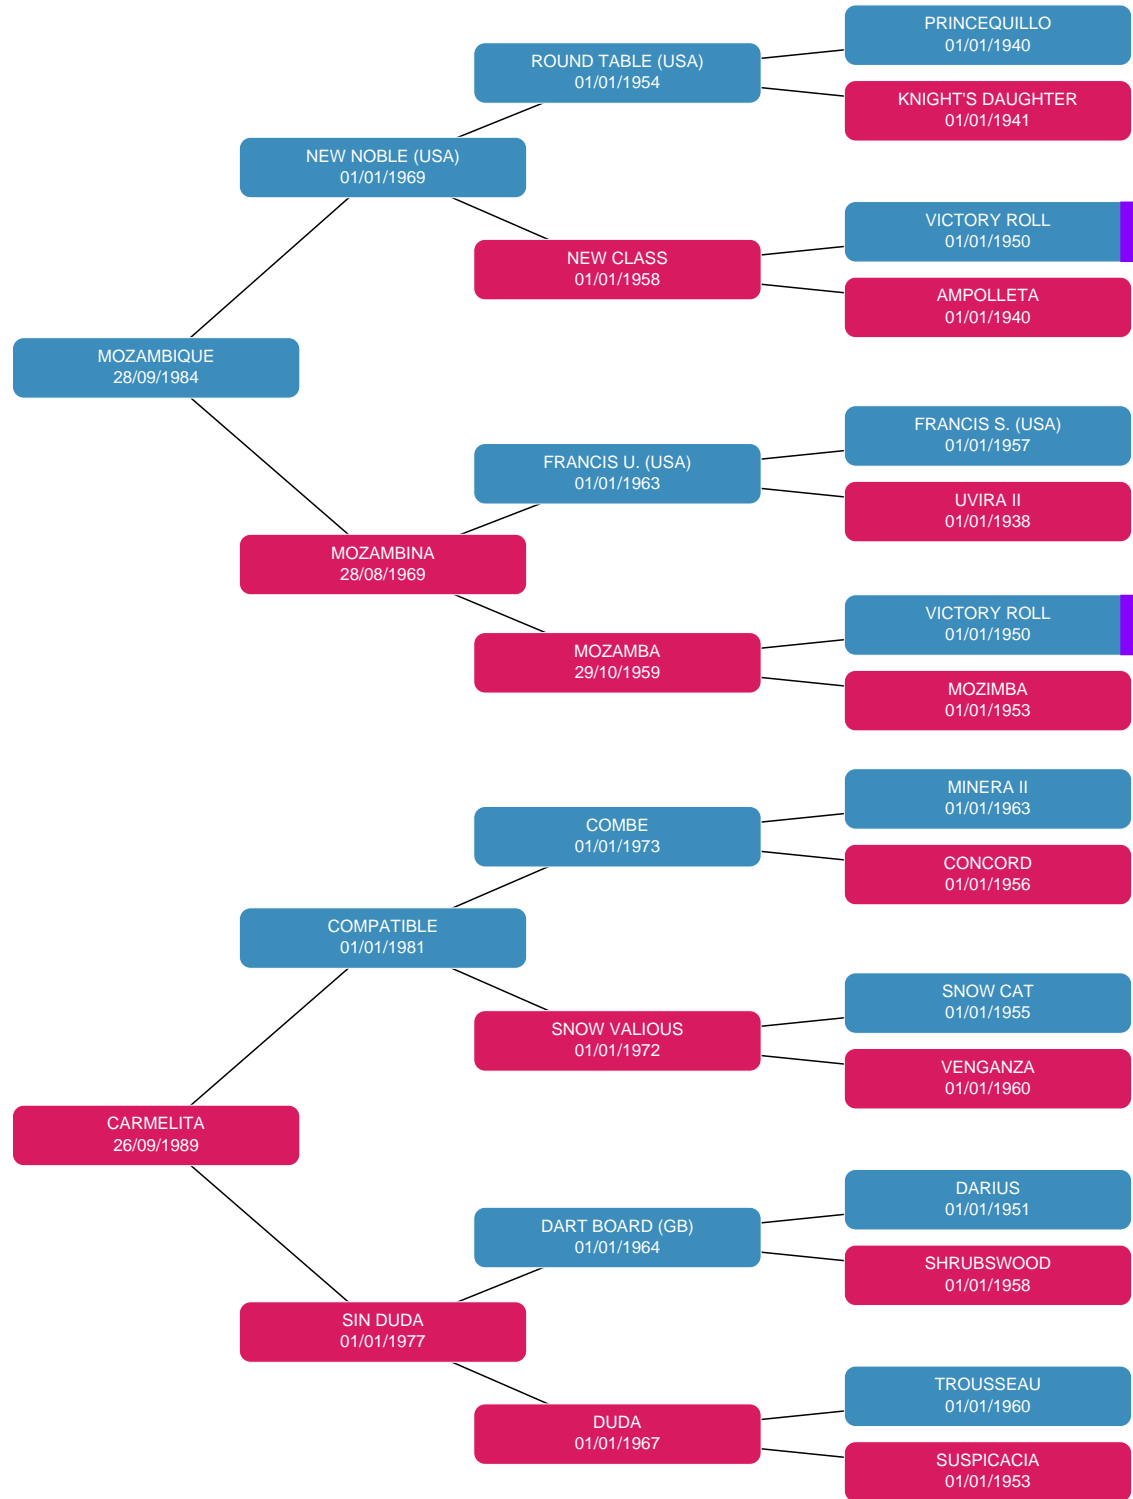 PRINCEQUILLO
01/01/1940
ROUND TABLE (USA)
01/01/1954
KNIGHT'S DAUGHTER
01/01/1941
NEW NOBLE (USA)
01/01/1969
VICTORY ROLL
01/01/1950
NEW CLASS
01/01/1958
AMPOLLETA
01/01/1940
MOZAMBIQUE
28/09/1984
FRANCIS S. (USA)
01/01/1957
FRANCIS U. (USA)
01/01/1963
UVIRA II
01/01/1938
MOZAMBINA
28/08/1969
VICTORY ROLL
01/01/1950
MOZAMBA
29/10/1959
MOZIMBA
01/01/1953
MINERA II
01/01/1963
COMBE
01/01/1973
CONCORD
01/01/1956
COMPATIBLE
01/01/1981
SNOW CAT
01/01/1955
SNOW VALIOUS
01/01/1972
VENGANZA
01/01/1960
CARMELITA
26/09/1989
DARIUS
01/01/1951
DART BOARD (GB)
01/01/1964
SHRUBSWOOD
01/01/1958
SIN DUDA
01/01/1977
TROUSSEAU
01/01/1960
DUDA
01/01/1967
SUSPICACIA
01/01/1953